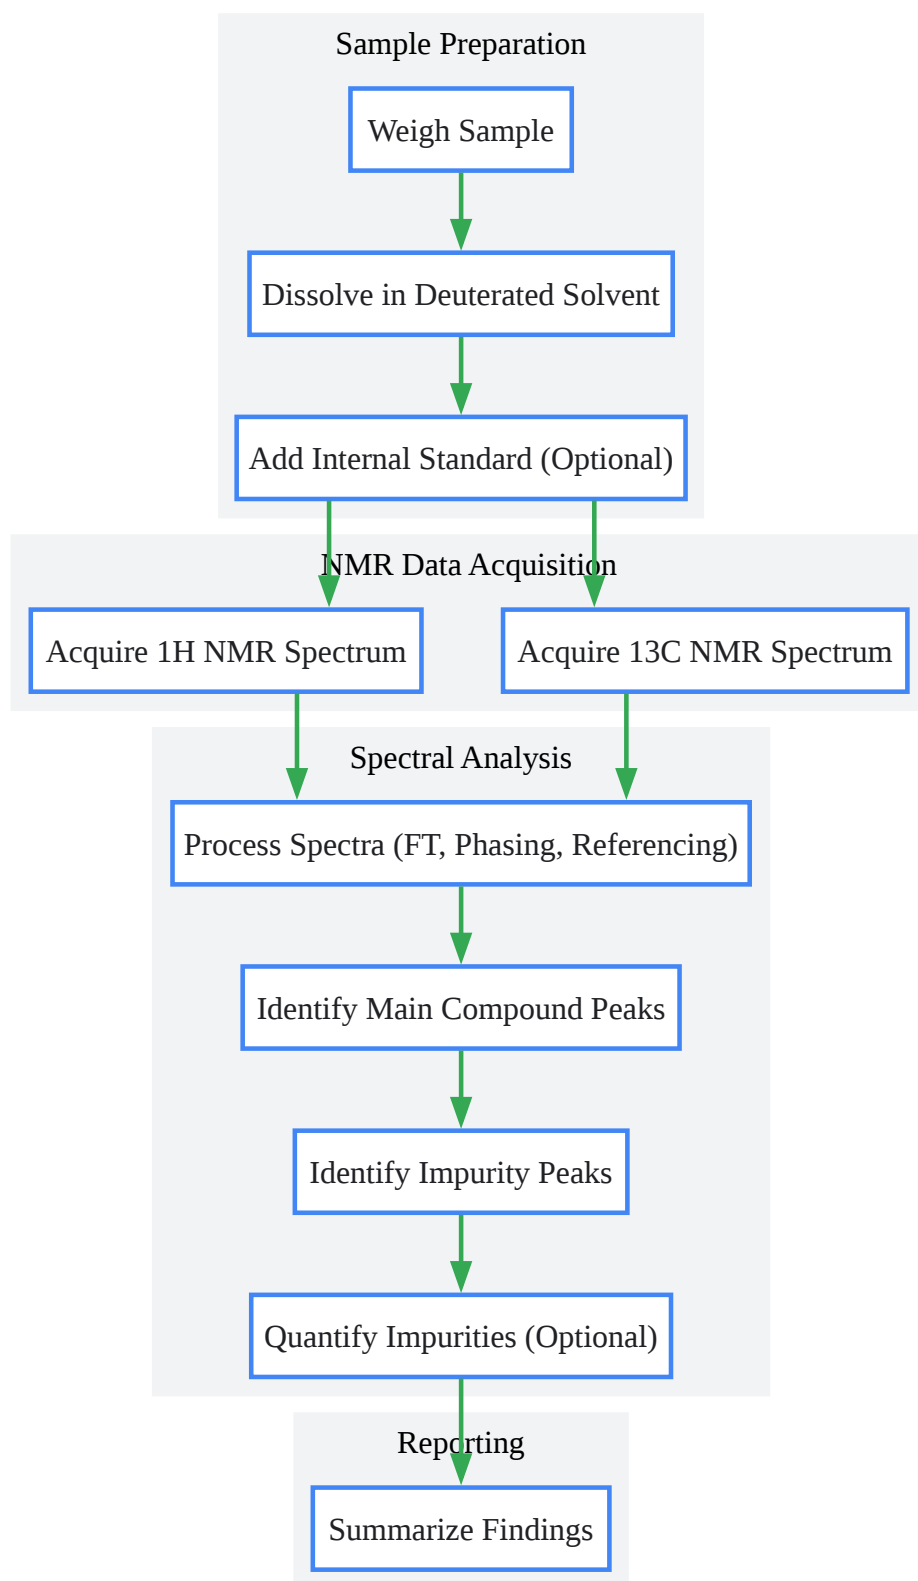 Sample Preparation
Weigh Sample
Dissolve in Deuterated Solvent
Add Internal Standard (Optional)
NMR Data Acquisition
Acquire 1H NMR Spectrum
Acquire 13C NMR Spectrum
Spectral Analysis
Process Spectra (FT, Phasing, Referencing)
Identify Main Compound Peaks
Identify Impurity Peaks
Quantify Impurities (Optional)
Reporting
Summarize Findings